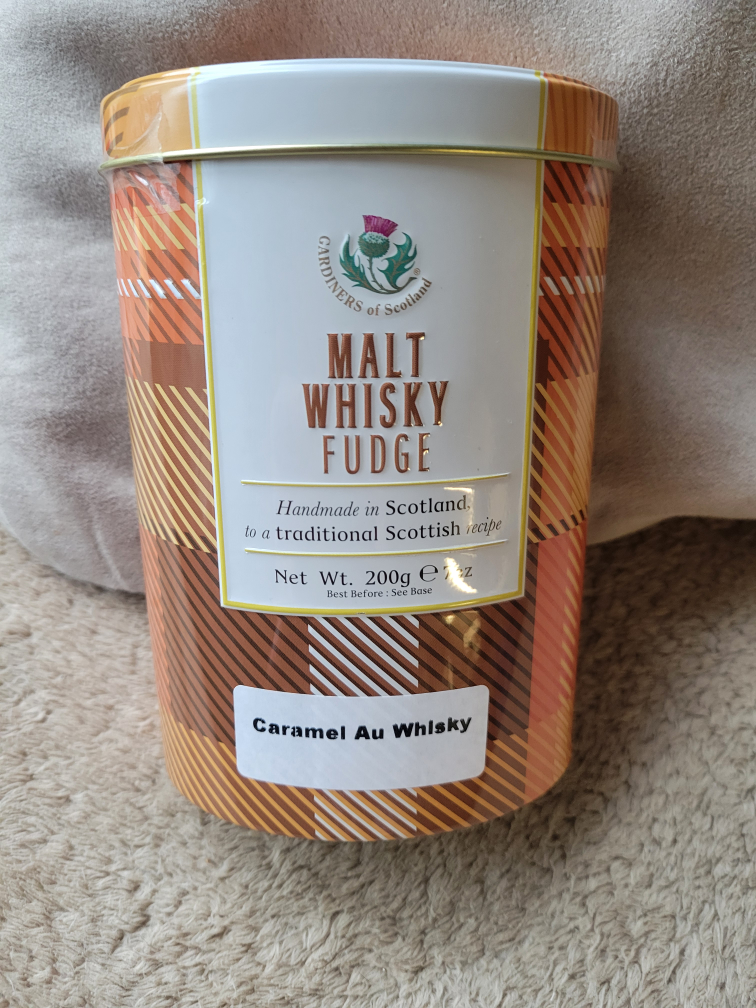 GARDINERS of Scotland®
MALT
WHISKY
FUDGE
Handmade in Scotland,
to a traditional Scottish recipe
Net Wt. 200g ℮ 7oz
Best Before : See Base
Caramel Au Whisky